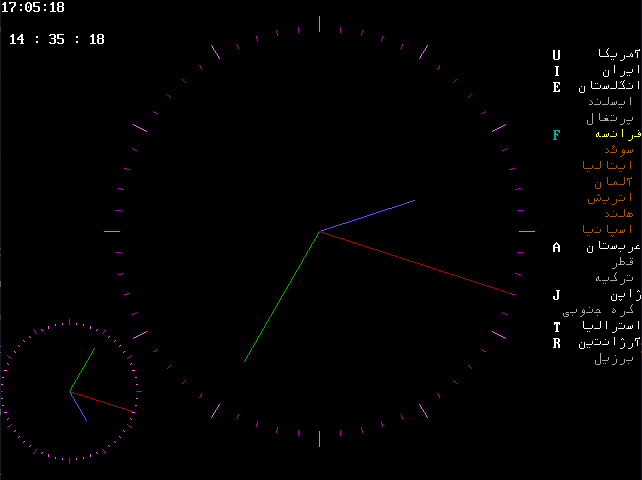 17:05:18
14 : 35 : 18
U آمریکا
I ایران
E انگلستان
ایسلند
پرتغال
F فرانسه
سوئد
ایتالیا
آلمان
اتریش
هلند
اسپانیا
A عربستان
قطر
ترکیه
J ژاپن
کره جنوبی
T استرالیا
R آرژانتین
برزیل